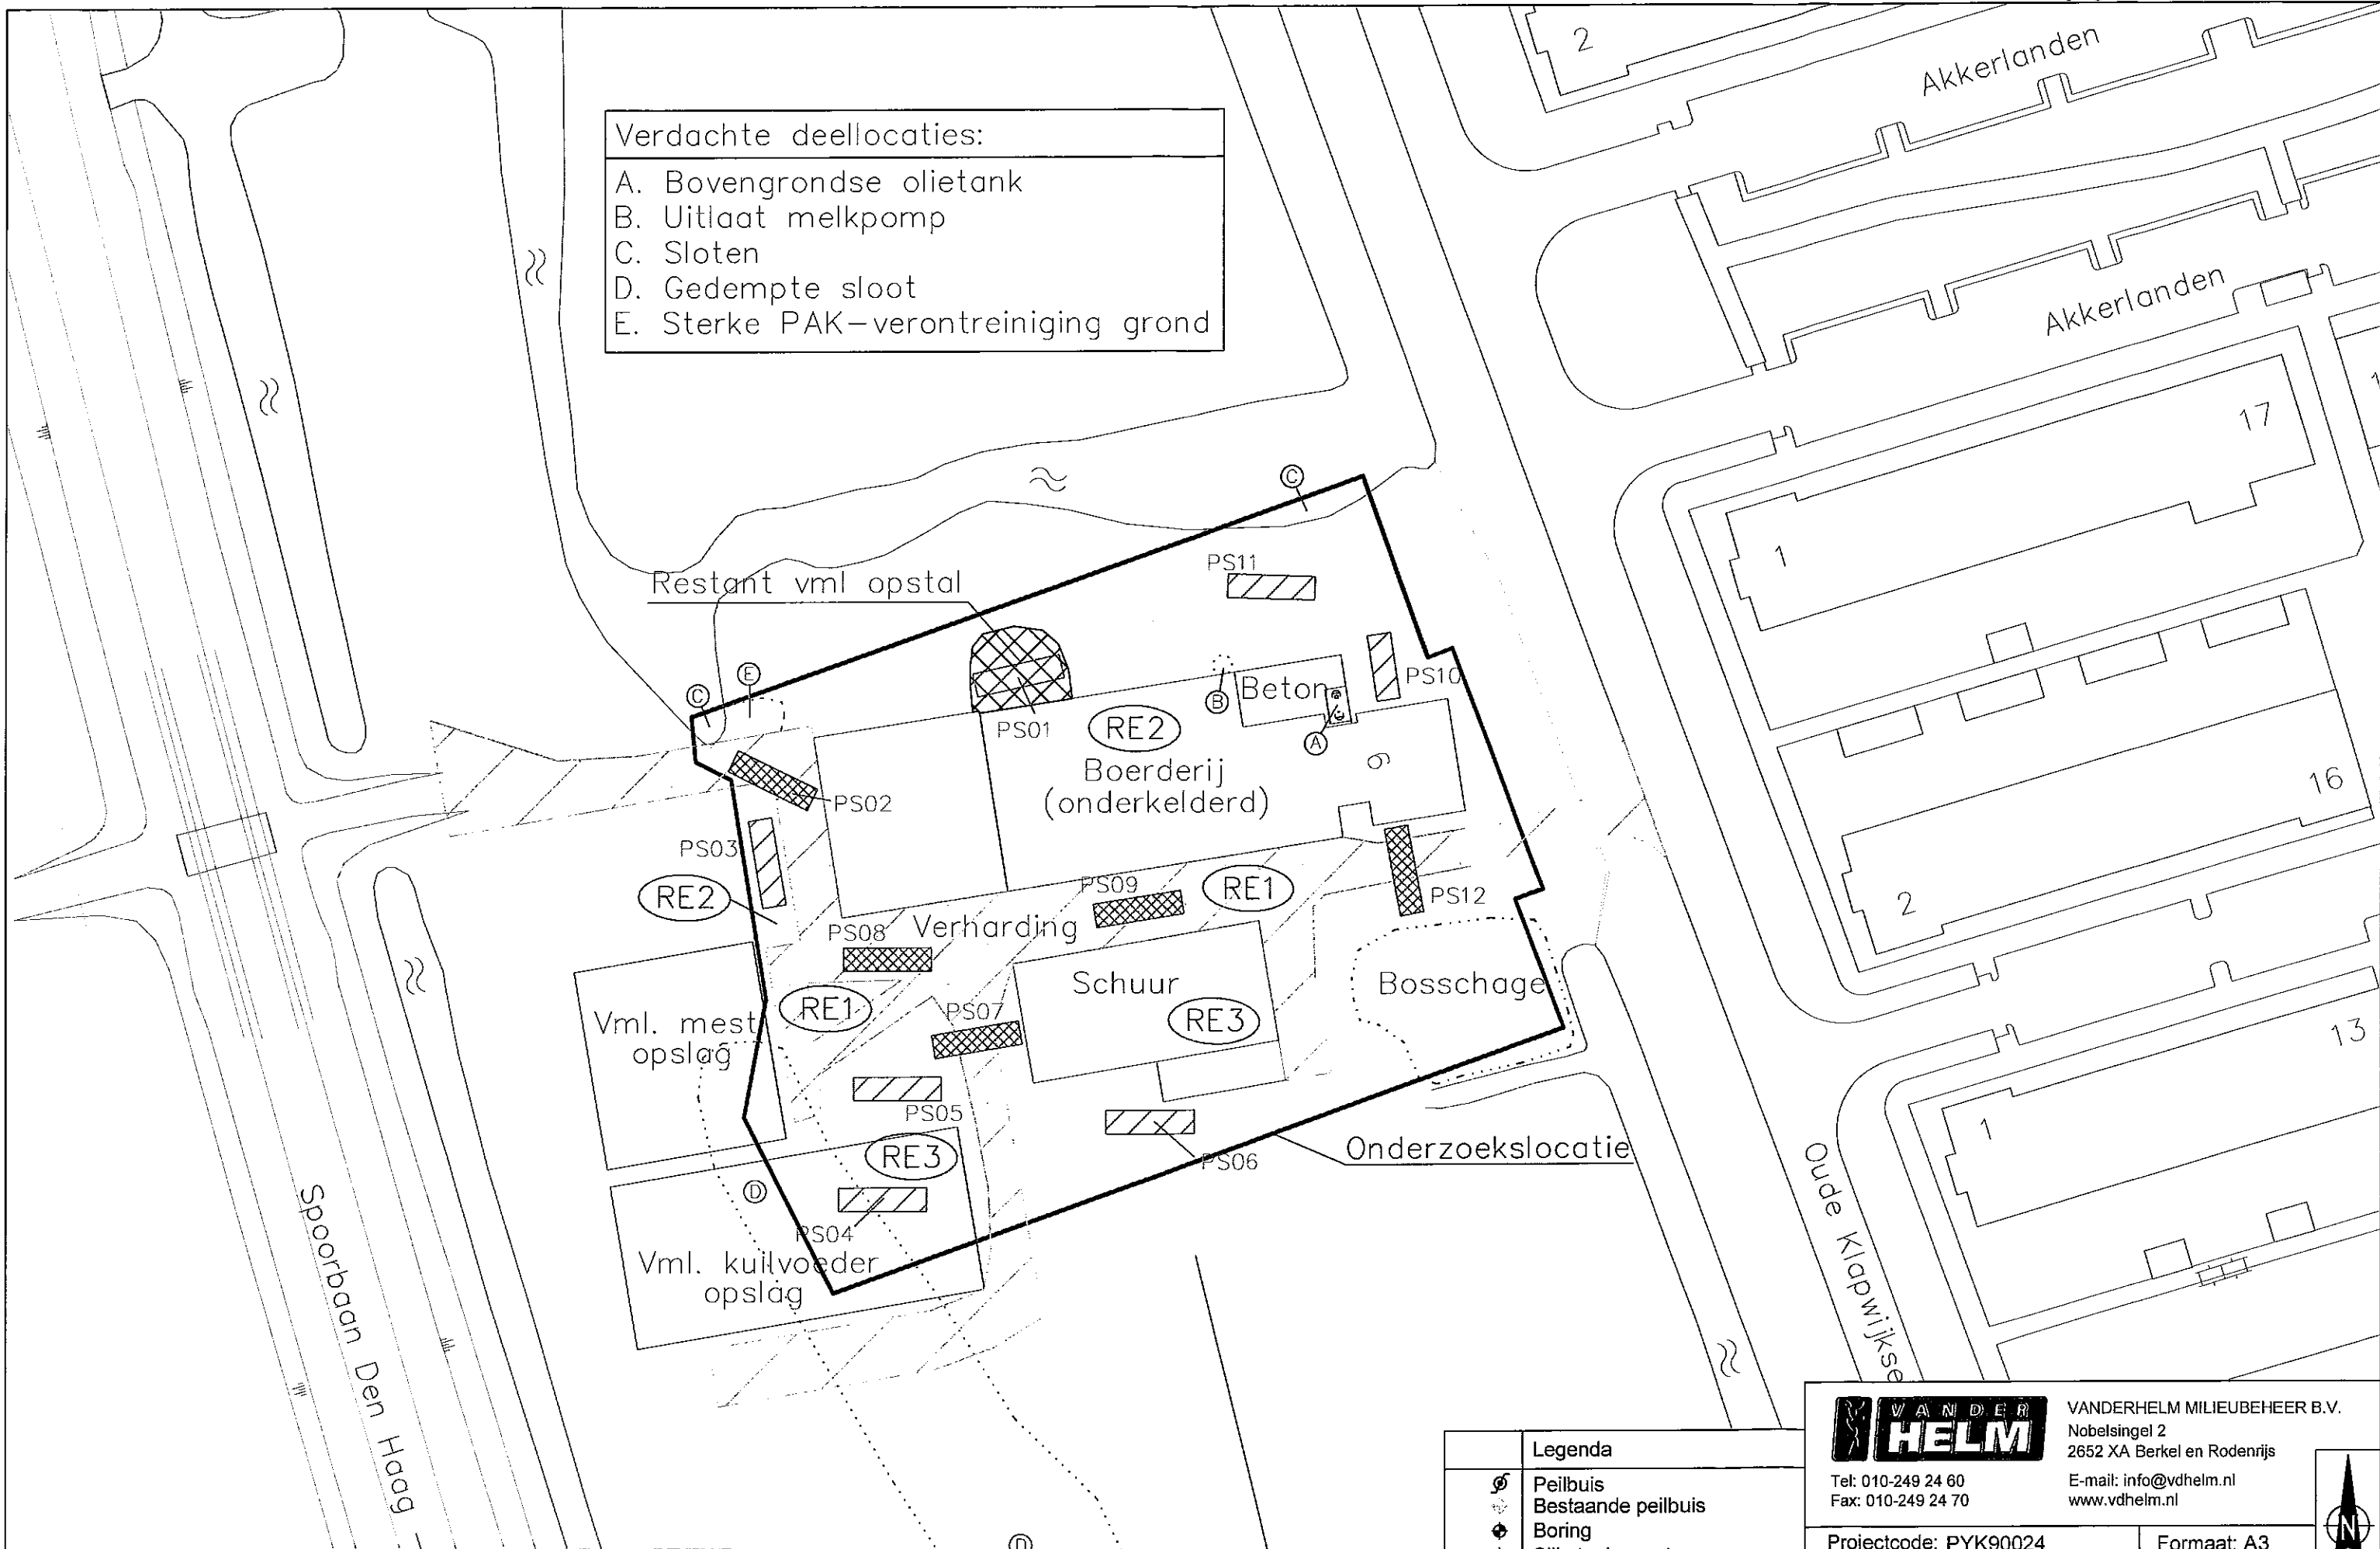 Akkerlanden
2
Verdachte deellocaties:
A. Bovengrondse olietank
B. Uitlaat melkpomp
C. Sloten
D. Gedempte sloot
E. Sterke PAK-verontreiniging grond
Akkerlanden
17
1
C
PS11
Restant vml opstal
E
C
B
Beton
PS10
PS01
RE2
A
6
Boerderij
(onderkelderd)
PS02
PS03
RE2
PS09
RE1
PS12
PS08
Verharding
16
2
Schuur
Bosschage
RE1
PS07
RE3
Vml. mest
opslag
PS05
13
1
RE3
PS06
Onderzoekslocatie
D
PS04
Vml. kuilvoeder
opslag
Spoorbaan Den Haag -
Oude Klapwijkse
D
Legenda
Peilbuis
Bestaande peilbuis
Boring
VANDER
HELM
VANDERHELM MILIEUBEHEER B.V.
Nobelsingel 2
2652 XA Berkel en Rodenrijs
Tel: 010-249 24 60
Fax: 010-249 24 70
E-mail: info@vdhelm.nl
www.vdhelm.nl
N
Projectcode: PYK90024
Formaat: A3